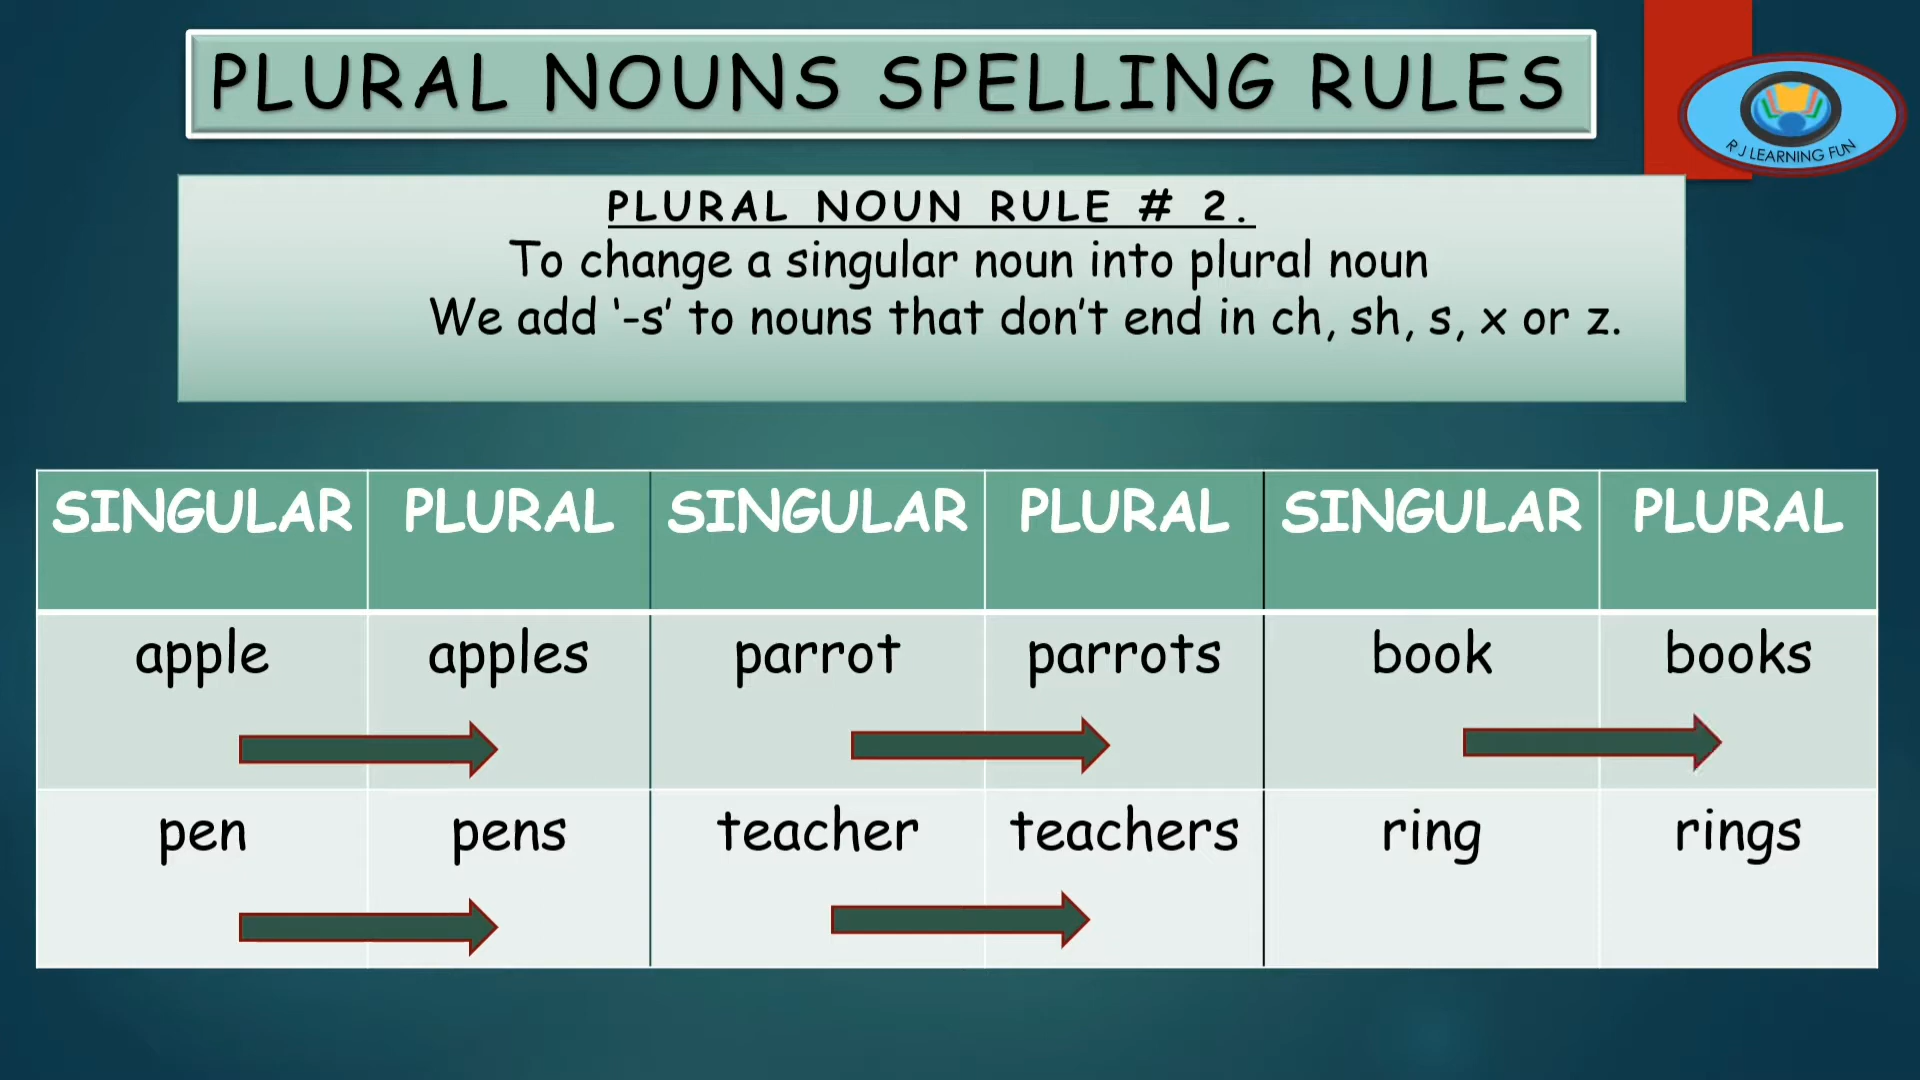 PLURAL NOUNS SPELLING RULES
R J LEARNING FUN
PLURAL NOUN RULE # 2.
To change a singular noun into plural noun
We add ‘-s’ to nouns that don’t end in ch, sh, s, x or z.
SINGULAR PLURAL SINGULAR PLURAL SINGULAR PLURAL
apple apples parrot parrots book books
pen pens teacher teachers ring rings